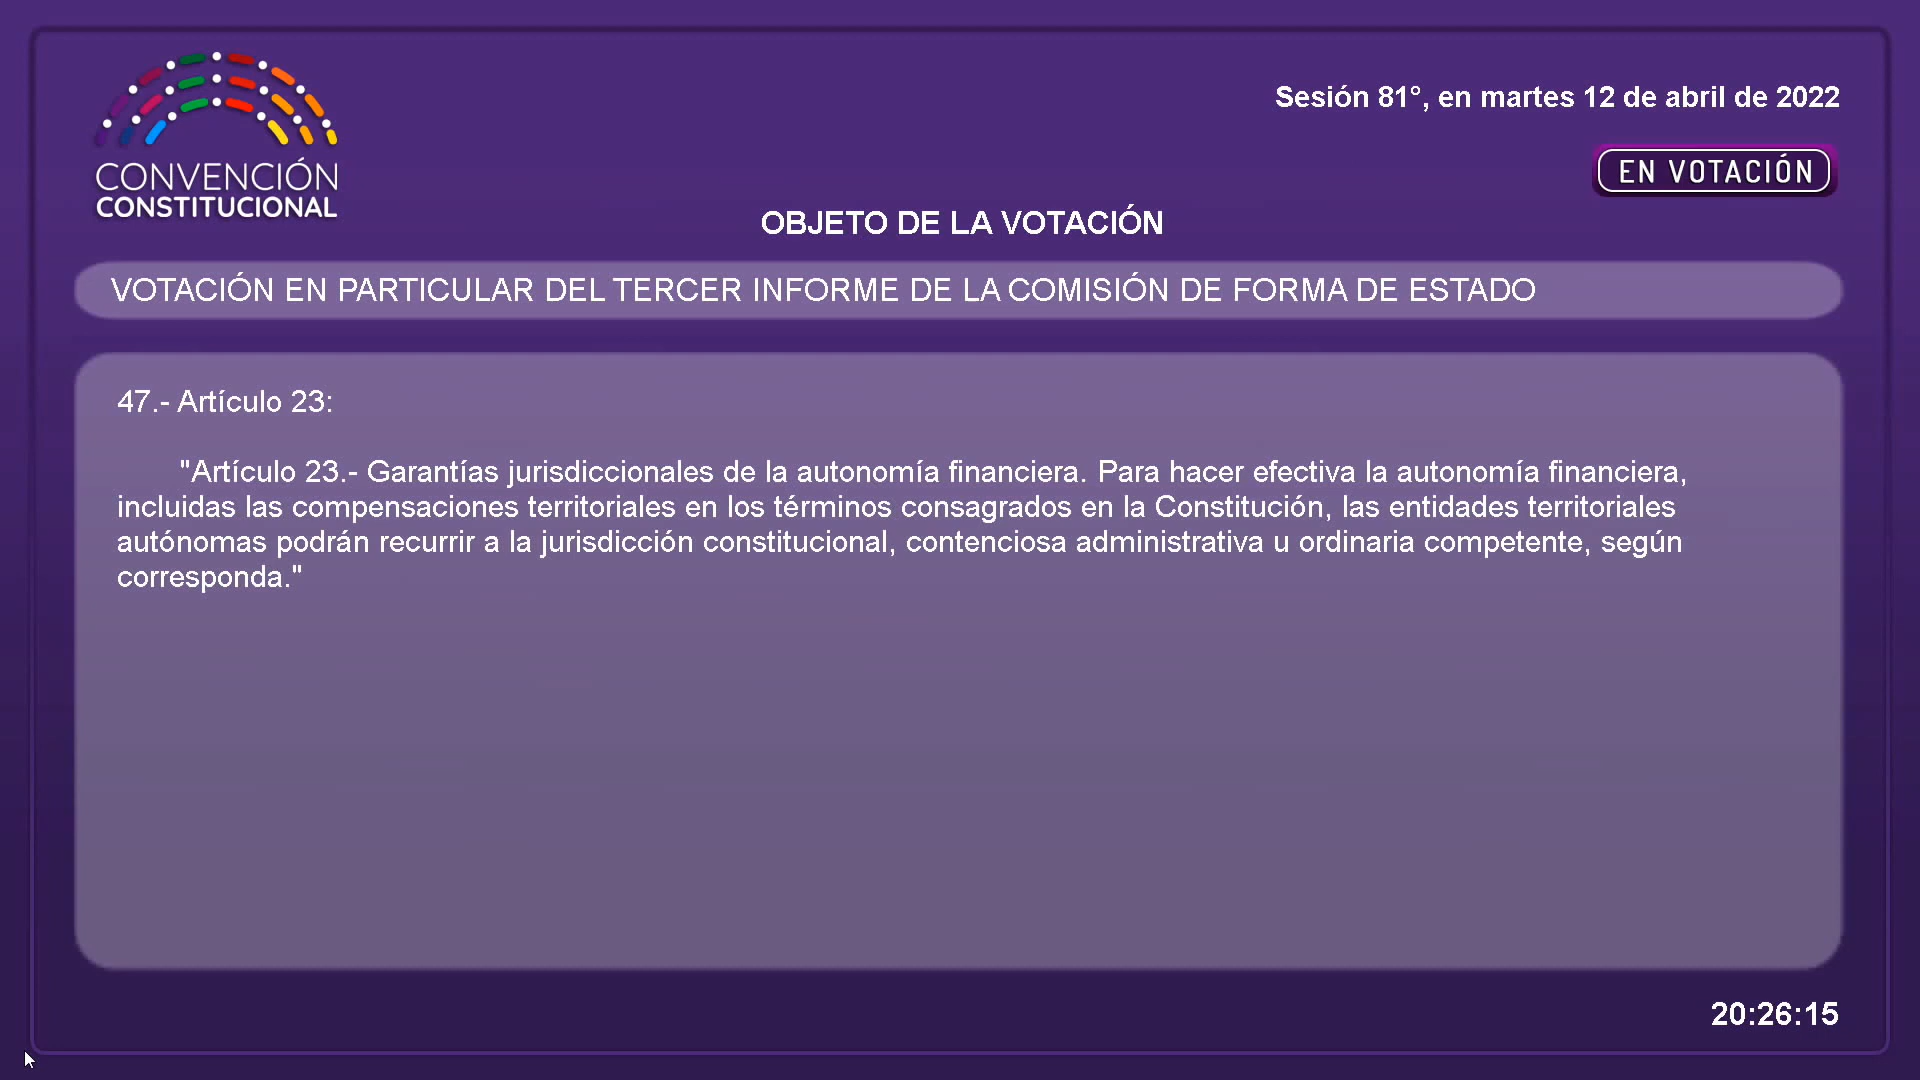 CONVENCIÓN
CONSTITUCIONAL
Sesión 81°, en martes 12 de abril de 2022
EN VOTACIÓN
OBJETO DE LA VOTACIÓN
VOTACIÓN EN PARTICULAR DEL TERCER INFORME DE LA COMISIÓN DE FORMA DE ESTADO
47.- Artículo 23:
"Artículo 23.- Garantías jurisdiccionales de la autonomía financiera. Para hacer efectiva la autonomía financiera,
incluidas las compensaciones territoriales en los términos consagrados en la Constitución, las entidades territoriales
autónomas podrán recurrir a la jurisdicción constitucional, contenciosa administrativa u ordinaria competente, según
corresponda."
20:26:15